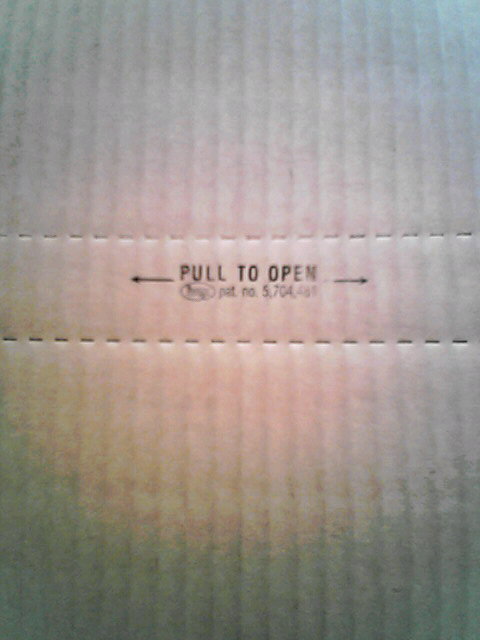 PULL TO OPEN
pat. no. 5,704,